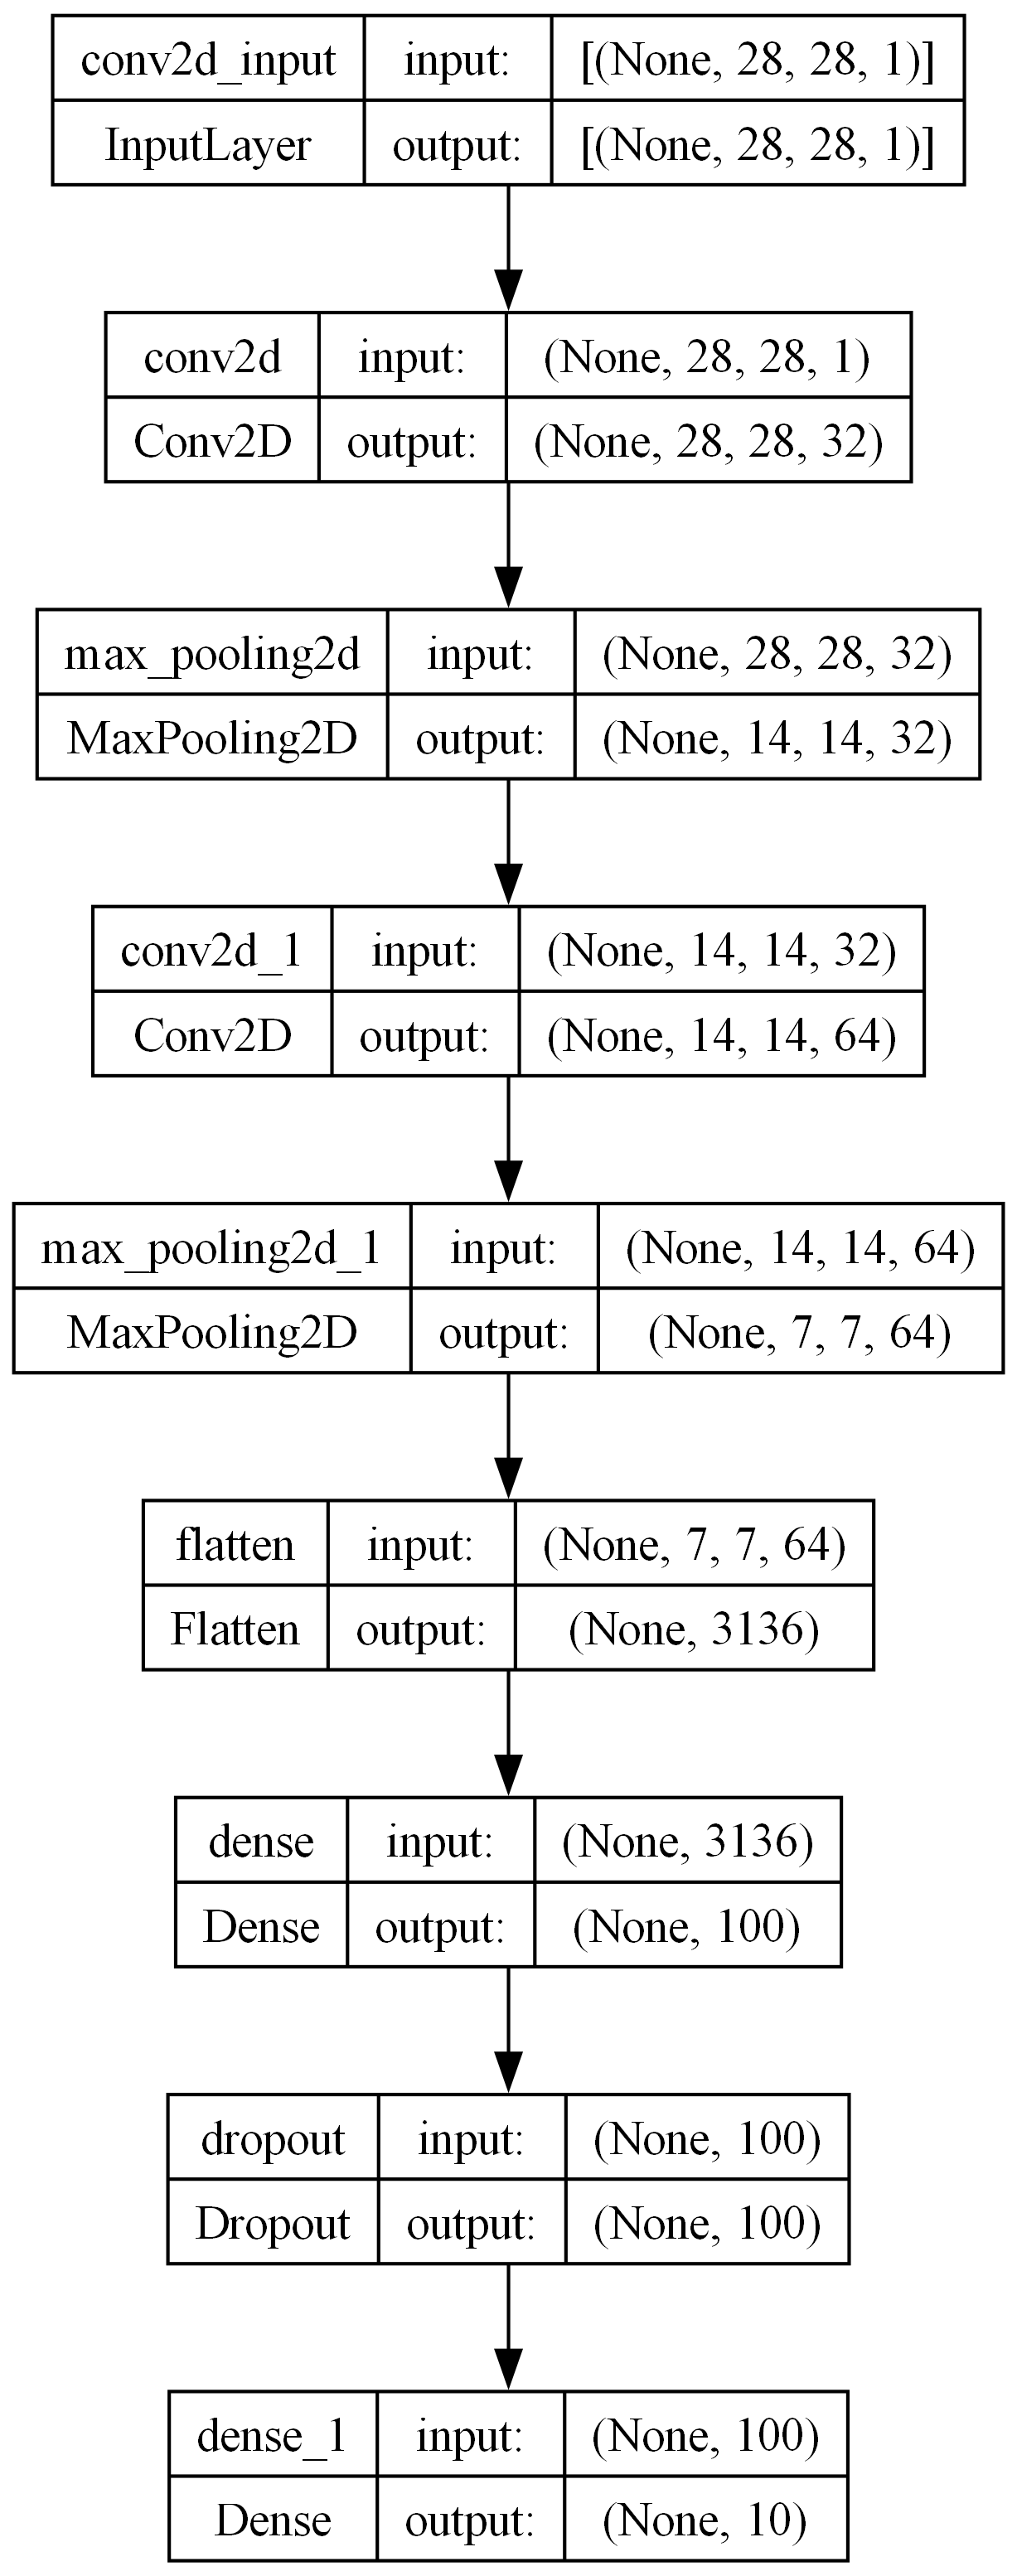 conv2d_input input: [(None, 28, 28, 1)]
InputLayer output: [(None, 28, 28, 1)]
conv2d input: (None, 28, 28, 1)
Conv2D output: (None, 28, 28, 32)
max_pooling2d input: (None, 28, 28, 32)
MaxPooling2D output: (None, 14, 14, 32)
conv2d_1 input: (None, 14, 14, 32)
Conv2D output: (None, 14, 14, 64)
max_pooling2d_1 input: (None, 14, 14, 64)
MaxPooling2D output: (None, 7, 7, 64)
flatten input: (None, 7, 7, 64)
Flatten output: (None, 3136)
dense input: (None, 3136)
Dense output: (None, 100)
dropout input: (None, 100)
Dropout output: (None, 100)
dense_1 input: (None, 100)
Dense output: (None, 10)